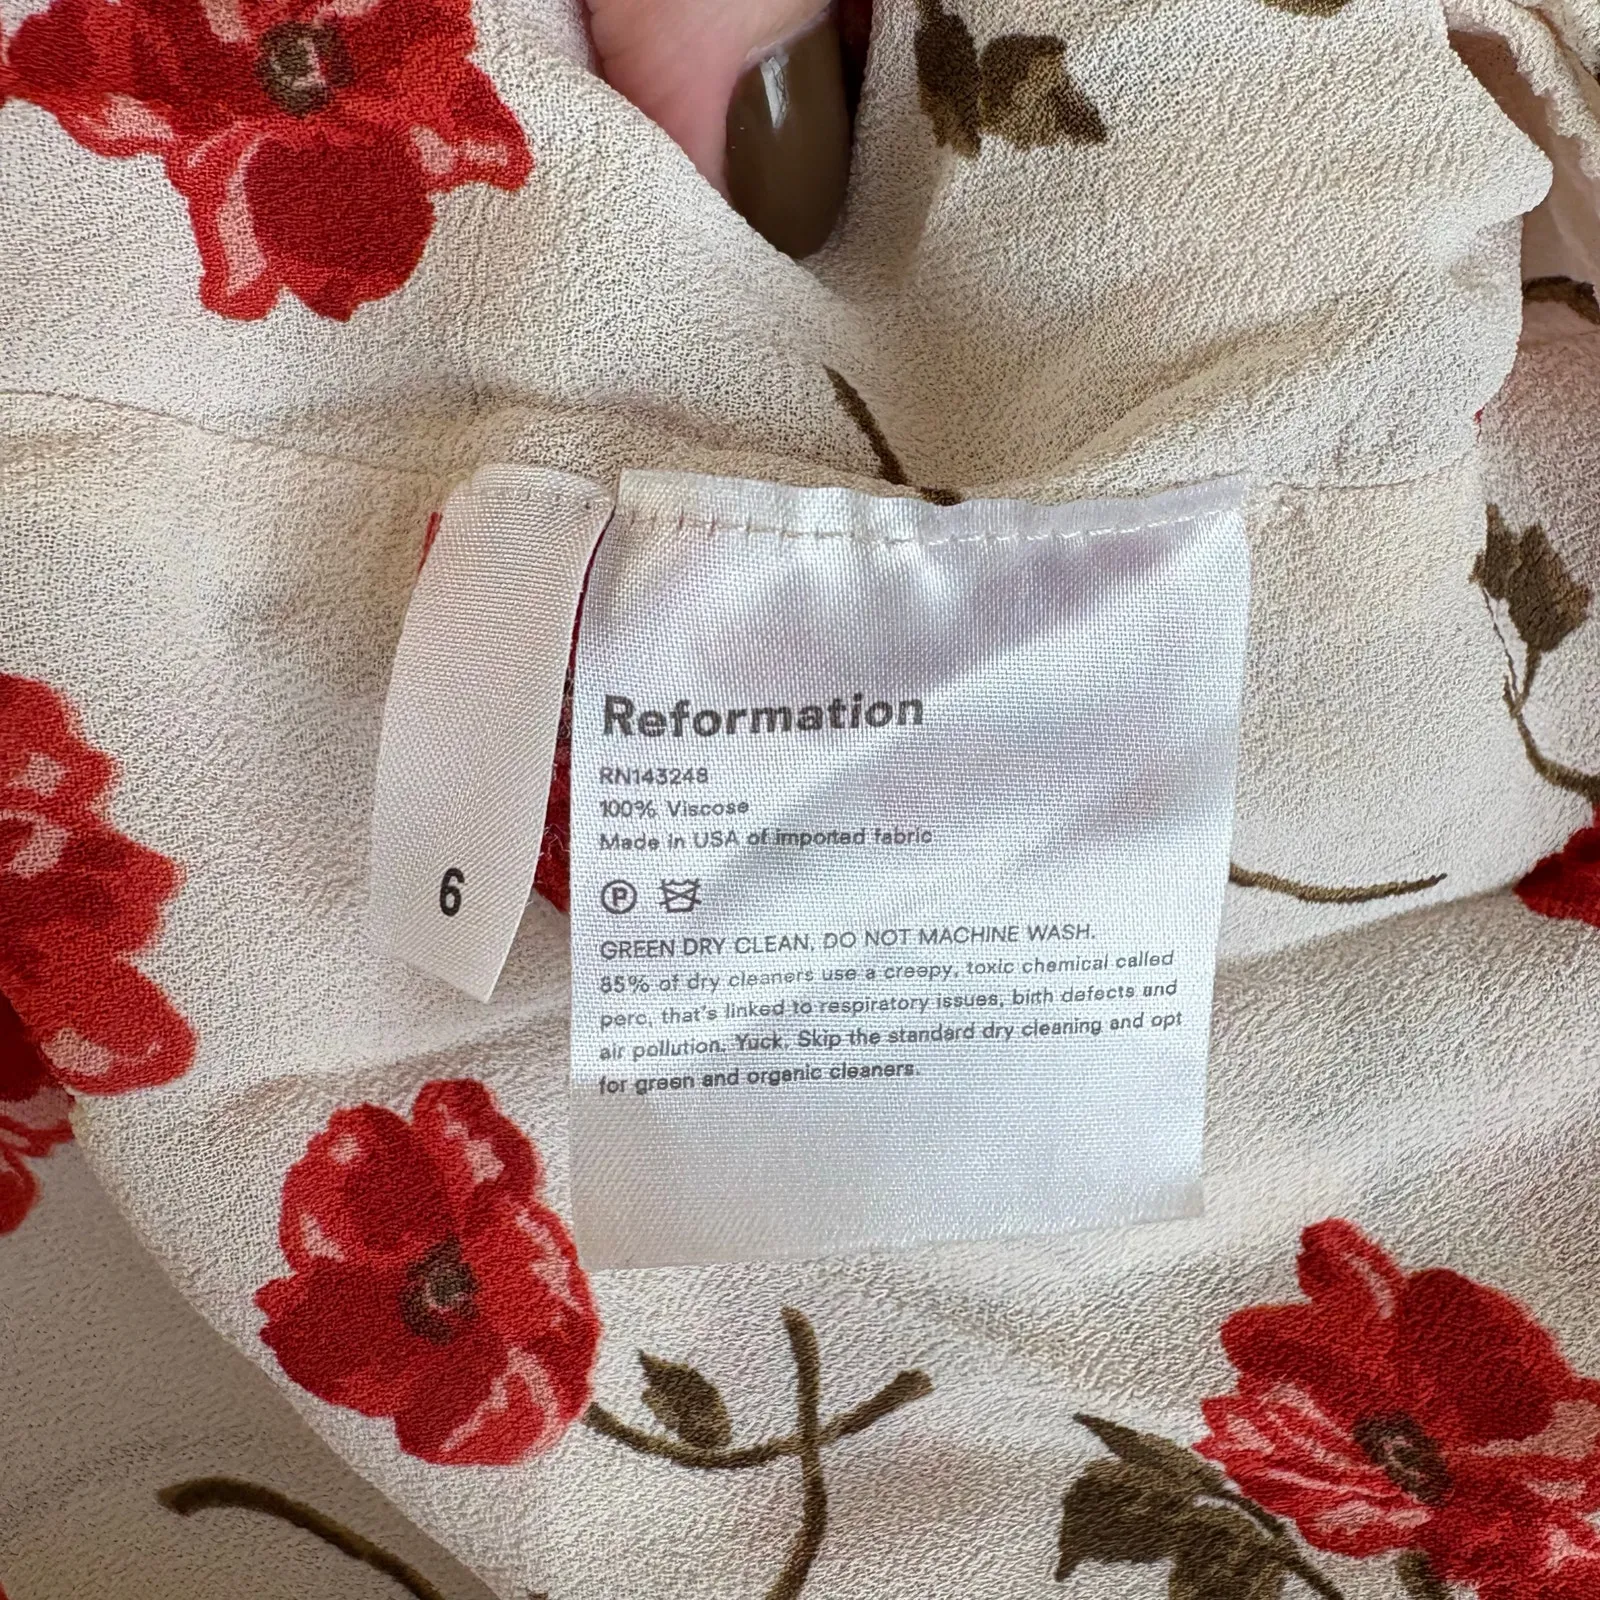 6
Reformation
RN143248
100% Viscose
Made in USA of imported fabric
P
GREEN DRY CLEAN. DO NOT MACHINE WASH.
85% of dry cleaners use a creepy, toxic chemical called
perc, that's linked to respiratory issues, birth defects and
air pollution. Yuck. Skip the standard dry cleaning and opt
for green and organic cleaners.